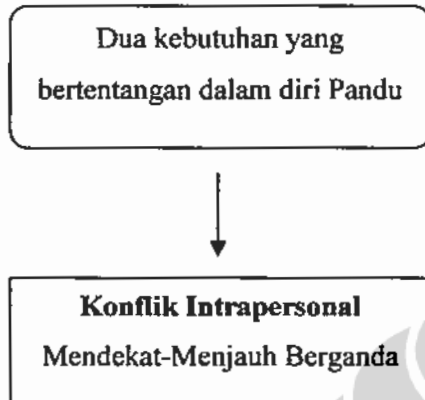 Dua kebutuhan yang
bertentangan dalam diri Pandu
Konflik Intrapersonal
Mendekat-Menjauh Berganda